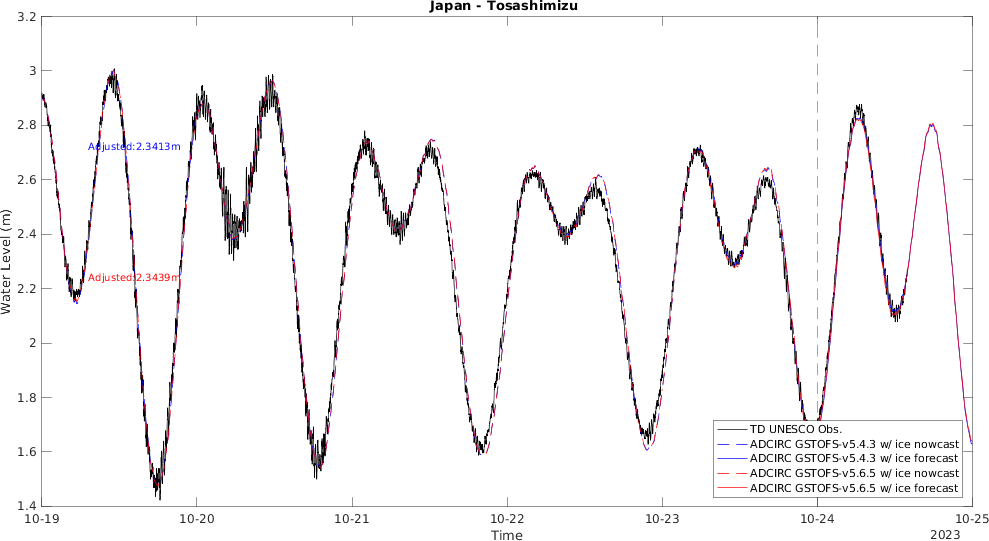 Japan - Tosashimizu
3.2
3
2.8
2.6
2.4
2.2
2
1.8
1.6
1.4
Water Level (m)
Adjusted:2.3413m
Adjusted:2.3439m
TD UNESCO Obs.
ADCIRC GSTOFS-v5.4.3 w/ ice nowcast
ADCIRC GSTOFS-v5.4.3 w/ ice forecast
ADCIRC GSTOFS-v5.6.5 w/ ice nowcast
ADCIRC GSTOFS-v5.6.5 w/ ice forecast
10-19 10-20 10-21 10-22 10-23 10-24 10-25
Time
2023